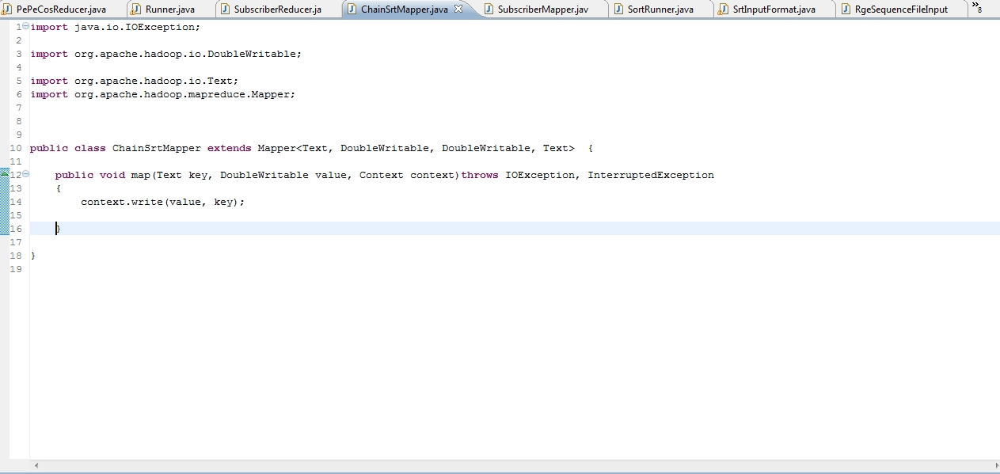 PePeCosReducer.java Runner.java SubscriberReducer.ja ChainSrtMapper.java SubscriberMapper.jav SortRunner.java SrtInputFormat.java RgeSequenceFileInput »8
1 import java.io.IOException;
2
3 import org.apache.hadoop.io.DoubleWritable;
4
5 import org.apache.hadoop.io.Text;
6 import org.apache.hadoop.mapreduce.Mapper;
7
8
9
10 public class ChainSrtMapper extends Mapper<Text, DoubleWritable, DoubleWritable, Text>  {
11
12     public void map(Text key, DoubleWritable value, Context context)throws IOException, InterruptedException
13     {
14         context.write(value, key);
15
16     }
17
18 }
19